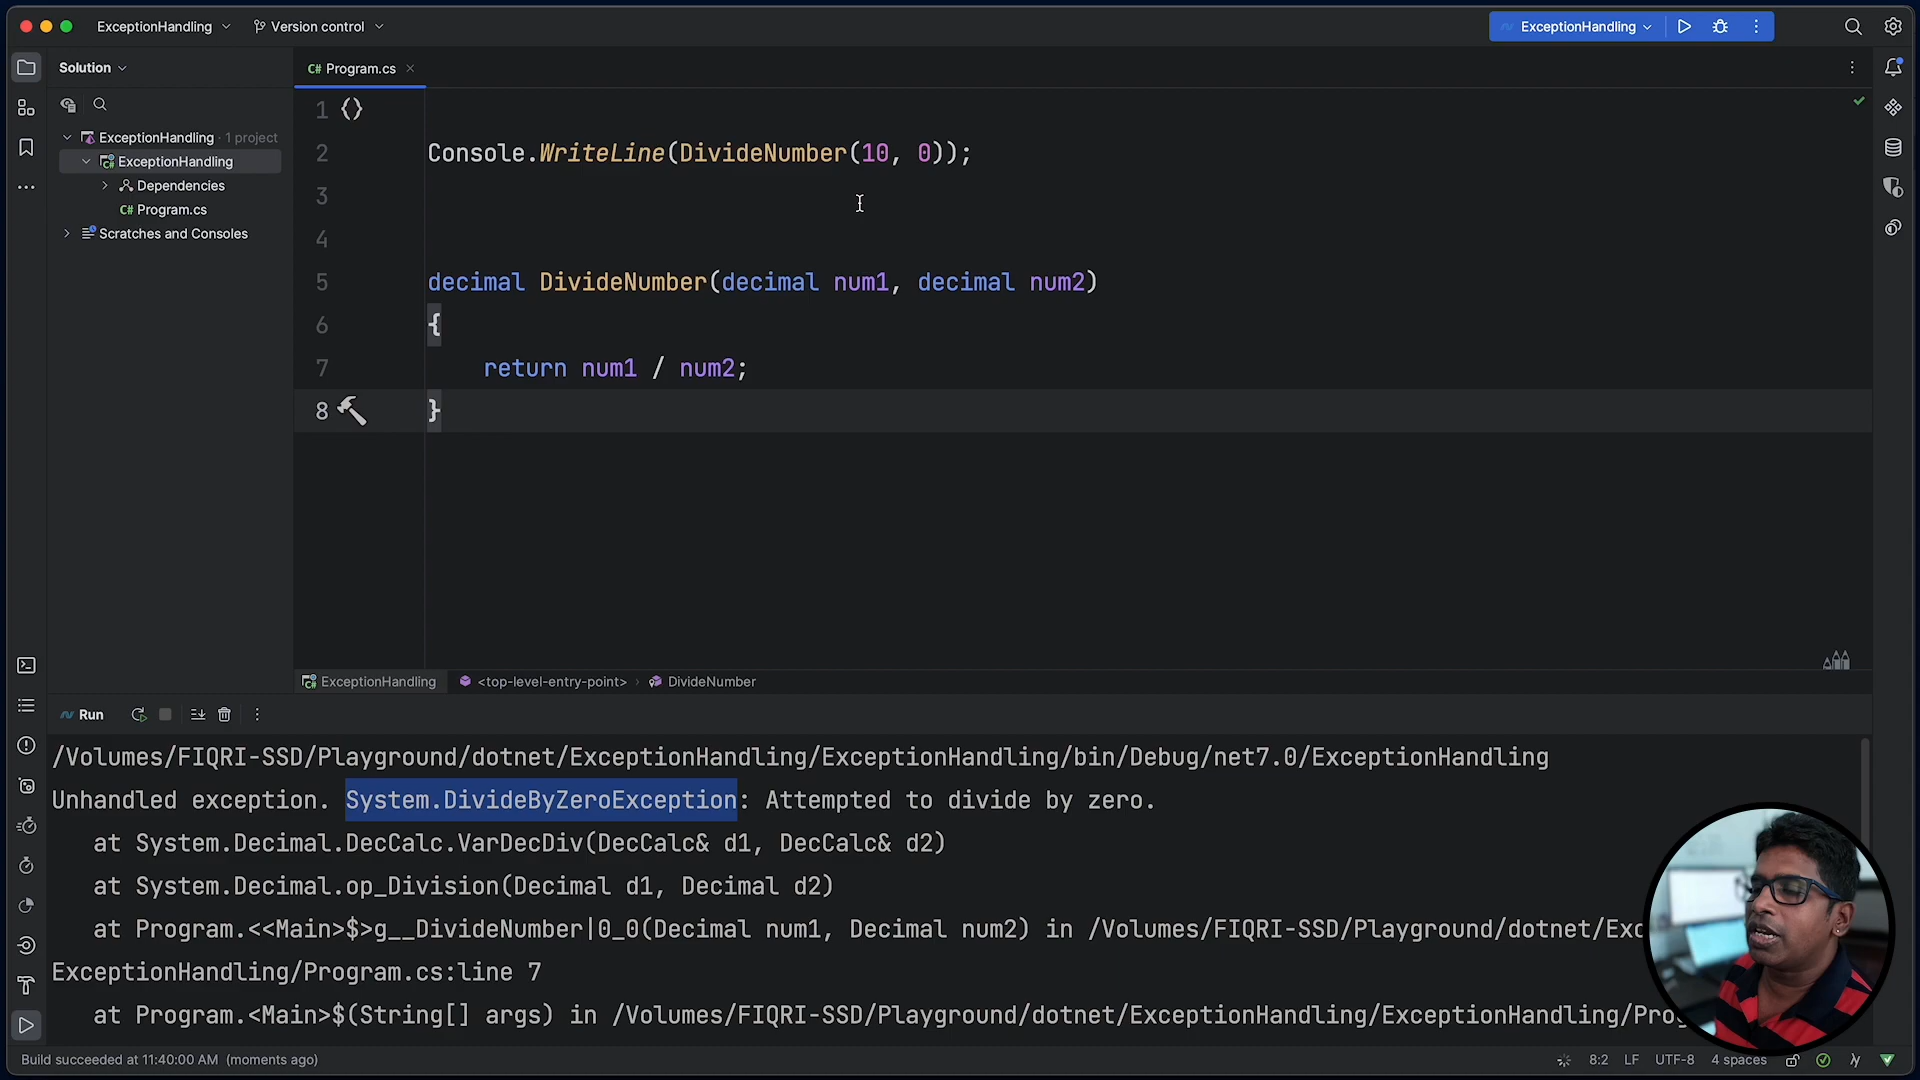 ExceptionHandling Version control ExceptionHandling
Solution
C# Program.cs
ExceptionHandling · 1 project
ExceptionHandling
Dependencies
C# Program.cs
Scratches and Consoles
1 {}
2 Console.WriteLine(DivideNumber(10, 0));
3
4
5 decimal DivideNumber(decimal num1, decimal num2)
6 {
7 return num1 / num2;
8 }
C# ExceptionHandling <top-level-entry-point> › DivideNumber
Run
/Volumes/FIQRI-SSD/Playground/dotnet/ExceptionHandling/ExceptionHandling/bin/Debug/net7.0/ExceptionHandling
Unhandled exception. System.DivideByZeroException: Attempted to divide by zero.
at System.Decimal.DecCalc.VarDecDiv(DecCalc& d1, DecCalc& d2)
at System.Decimal.op_Division(Decimal d1, Decimal d2)
at Program.<<Main>$>g__DivideNumber|0_0(Decimal num1, Decimal num2) in /Volumes/FIQRI-SSD/Playground/dotnet/Exc
ExceptionHandling/Program.cs:line 7
at Program.<Main>$(String[] args) in /Volumes/FIQRI-SSD/Playground/dotnet/ExceptionHandling/ExceptionHandling/Prog
Build succeeded at 11:40:00 AM (moments ago) 8:2 LF UTF-8 4 spaces